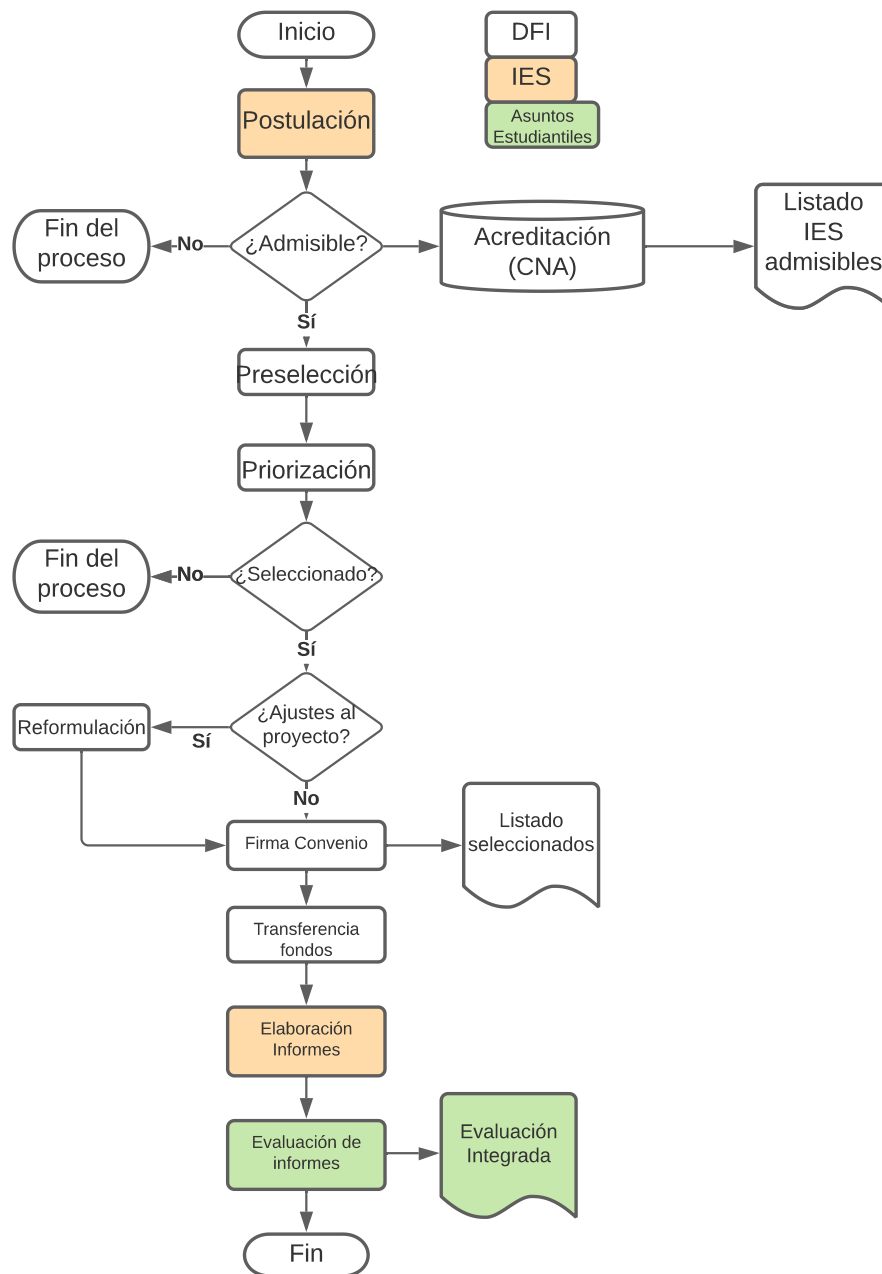 Inicio
DFI
IES
Asuntos
Estudiantiles
Postulación
¿Admisible?
No
Fin del
proceso
Acreditación
(CNA)
Listado
IES
admisibles
Sí
Preselección
Priorización
¿Seleccionado?
No
Fin del
proceso
Sí
¿Ajustes al
proyecto?
Sí
Reformulación
No
Firma Convenio
Listado
seleccionados
Transferencia
fondos
Elaboración
Informes
Evaluación de
informes
Evaluación
Integrada
Fin